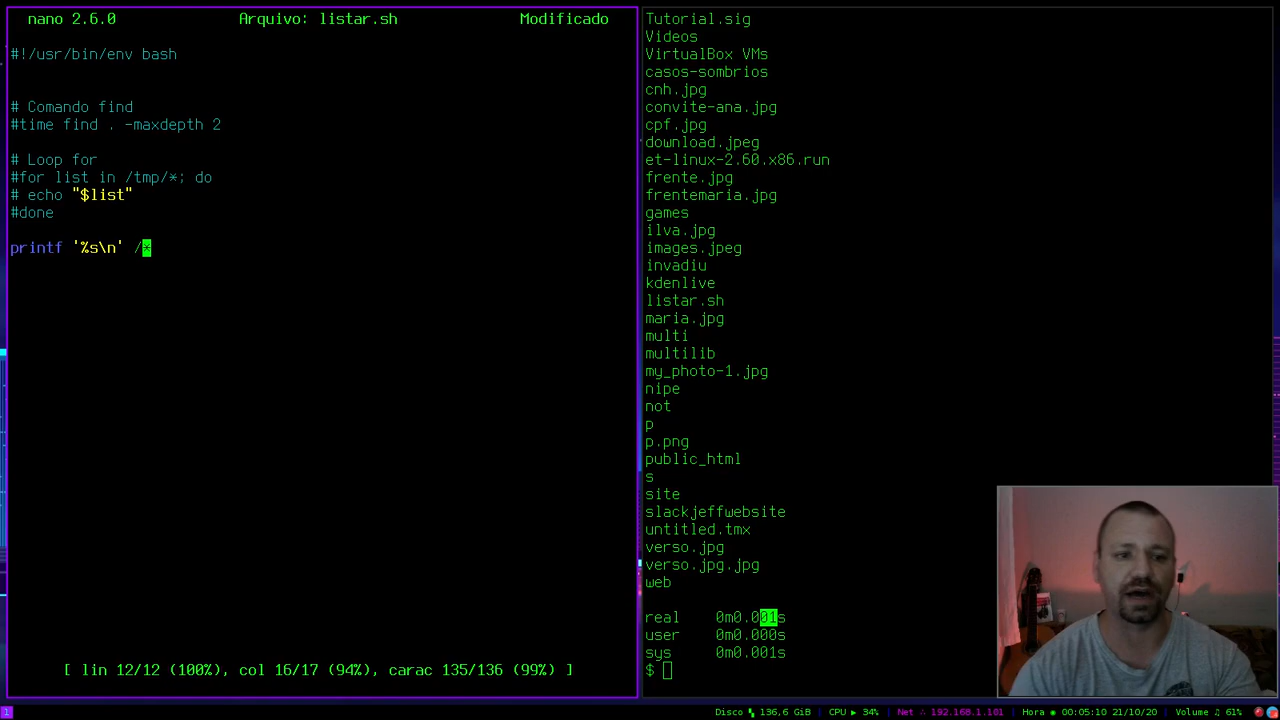 nano 2.6.0 Arquivo: listar.sh Modificado
#!/usr/bin/env bash
# Comando find
#time find . -maxdepth 2
# Loop for
#for list in /tmp/*; do
# echo "$list"
#done
printf '%s\n' /*
[ lin 12/12 (100%), col 16/17 (94%), carac 135/136 (99%) ]
Tutorial.sig
Videos
VirtualBox VMs
casos-sombrios
cnh.jpg
convite-ana.jpg
cpf.jpg
download.jpeg
et-linux-2.60.x86.run
frente.jpg
frentemaria.jpg
games
ilva.jpg
images.jpeg
invadiu
kdenlive
listar.sh
maria.jpg
multi
multilib
my_photo-1.jpg
nipe
not
p
p.png
public_html
s
site
slackjeffwebsite
untitled.tmx
verso.jpg
verso.jpg.jpg
web
real 0m0.001s
user 0m0.000s
sys 0m0.001s
$
1 Disco 136,6 GiB | CPU ▶ 34% | Net 192.168.1.101 | Hora 00:05:10 21/10/20 | Volume ♫ 61%